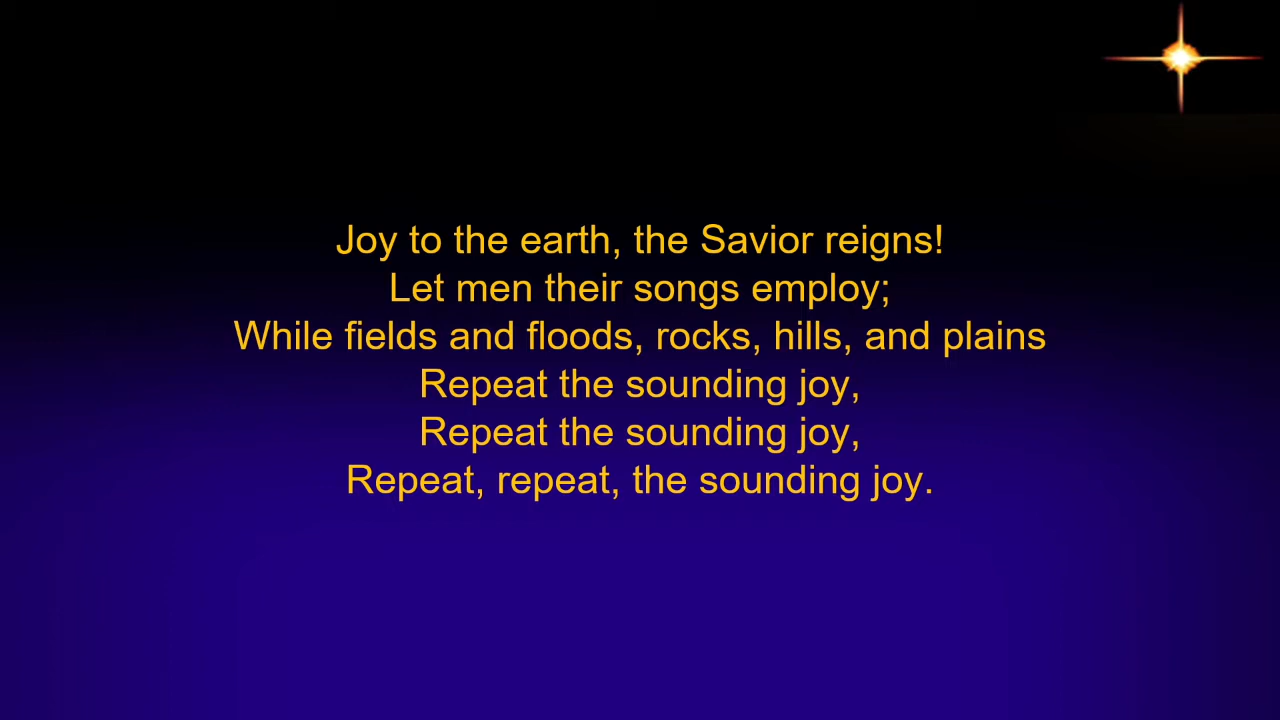 Joy to the earth, the Savior reigns!
Let men their songs employ;
While fields and floods, rocks, hills, and plains
Repeat the sounding joy,
Repeat the sounding joy,
Repeat, repeat, the sounding joy.